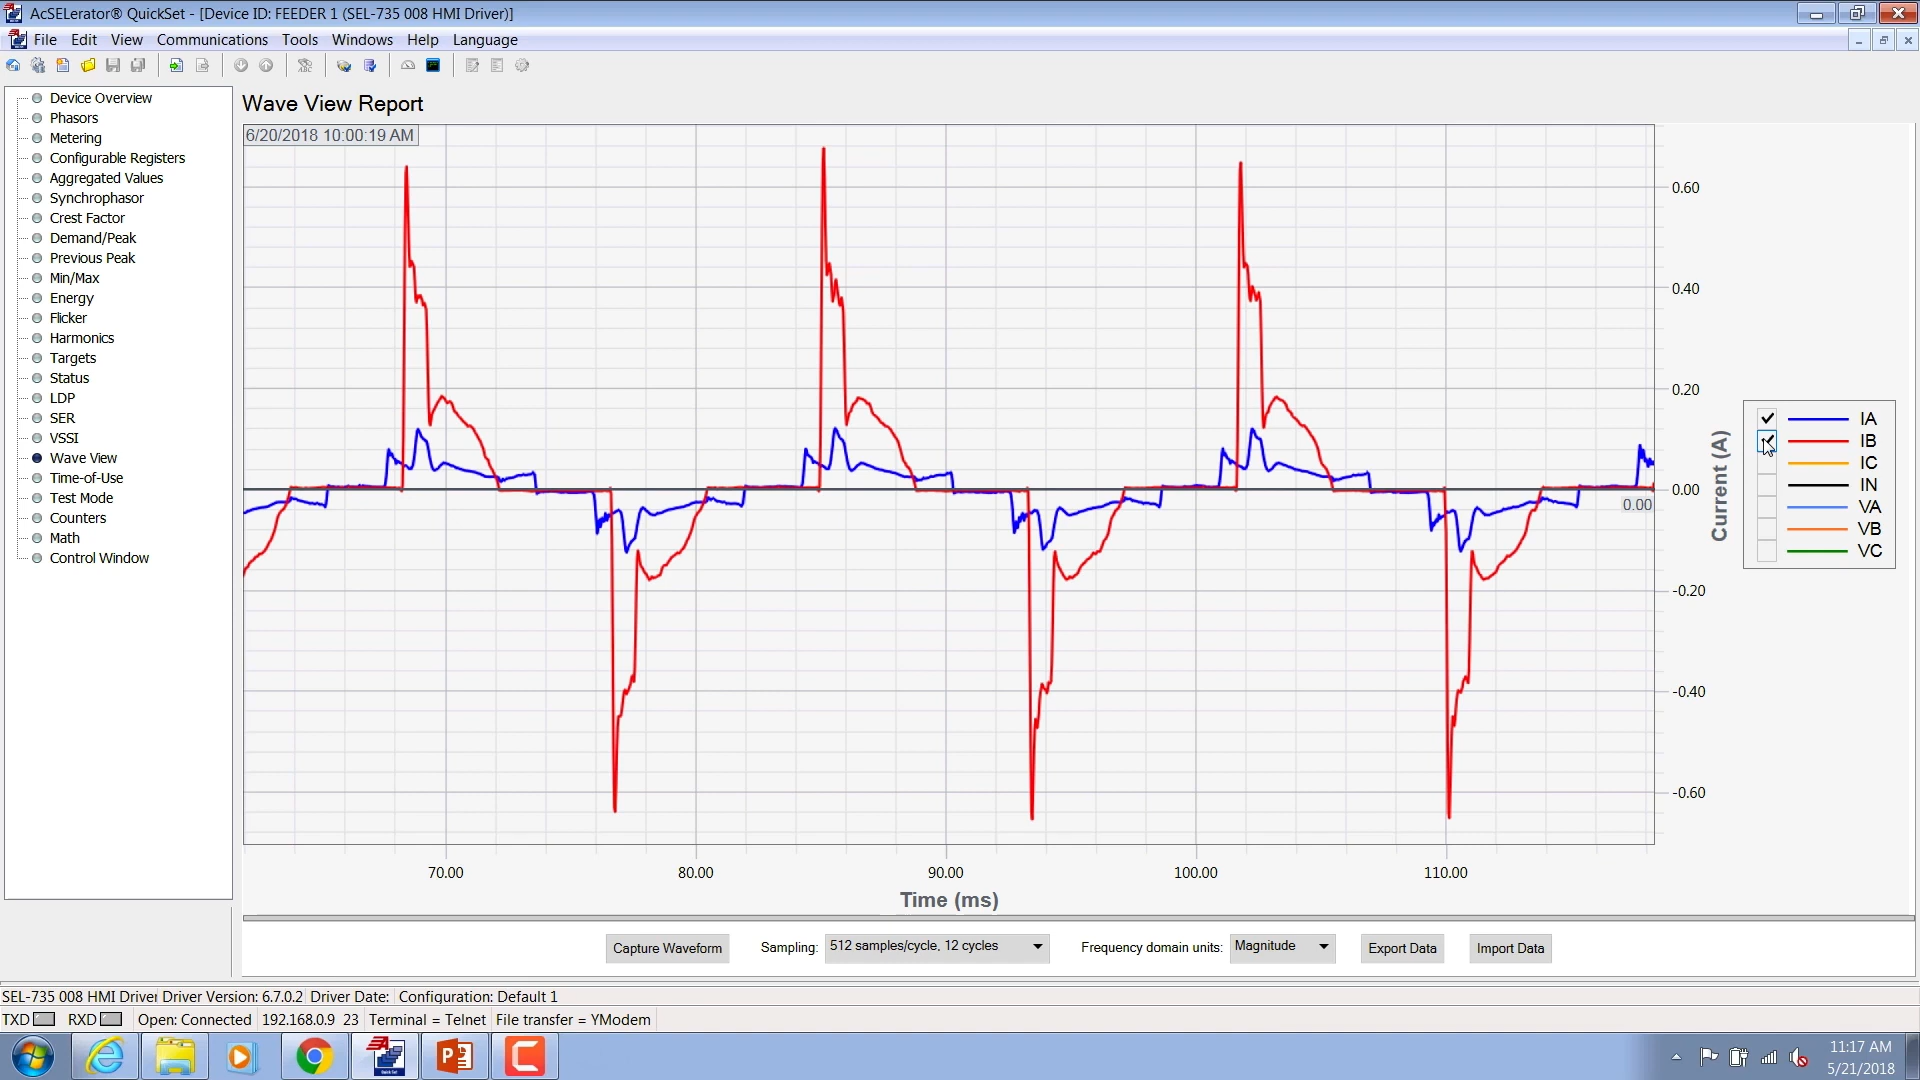 AcSELerator® QuickSet - [Device ID: FEEDER 1 (SEL-735 008 HMI Driver)]
File Edit View Communications Tools Windows Help Language
Device Overview
Phasors
Metering
Configurable Registers
Aggregated Values
Synchrophasor
Crest Factor
Demand/Peak
Previous Peak
Min/Max
Energy
Flicker
Harmonics
Targets
Status
LDP
SER
VSSI
Wave View
Time-of-Use
Test Mode
Counters
Math
Control Window
Wave View Report
6/20/2018 10:00:19 AM
0.60
0.40
0.20
0.00
-0.20
-0.40
-0.60
0.00
Current (A)
IA
IB
IC
IN
VA
VB
VC
70.00 80.00 90.00 100.00 110.00
Time (ms)
Capture Waveform Sampling: 512 samples/cycle, 12 cycles Frequency domain units: Magnitude Export Data Import Data
SEL-735 008 HMI Driver Driver Version: 6.7.0.2 Driver Date: Configuration: Default 1
TXD RXD Open: Connected 192.168.0.9 23 Terminal = Telnet File transfer = YModem
11:17 AM
5/21/2018